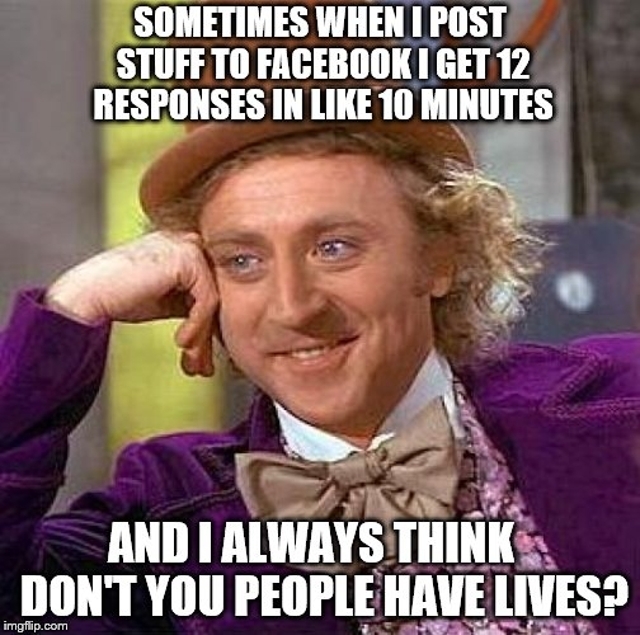 SOMETIMES WHEN I POST
STUFF TO FACEBOOK I GET 12
RESPONSES IN LIKE 10 MINUTES
AND I ALWAYS THINK
DON'T YOU PEOPLE HAVE LIVES?
imgflip.com